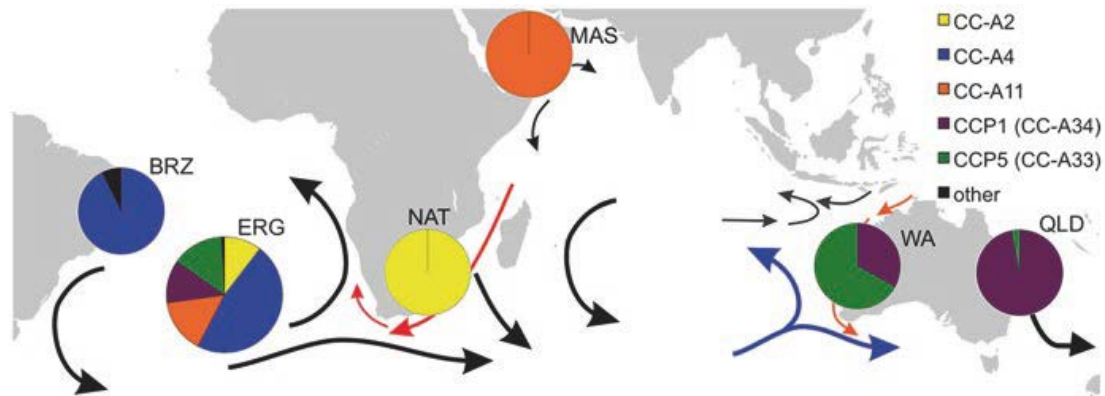 MAS
BRZ
ERG
NAT
WA
QLD
CC-A2
CC-A4
CC-A11
CCP1 (CC-A34)
CCP5 (CC-A33)
other